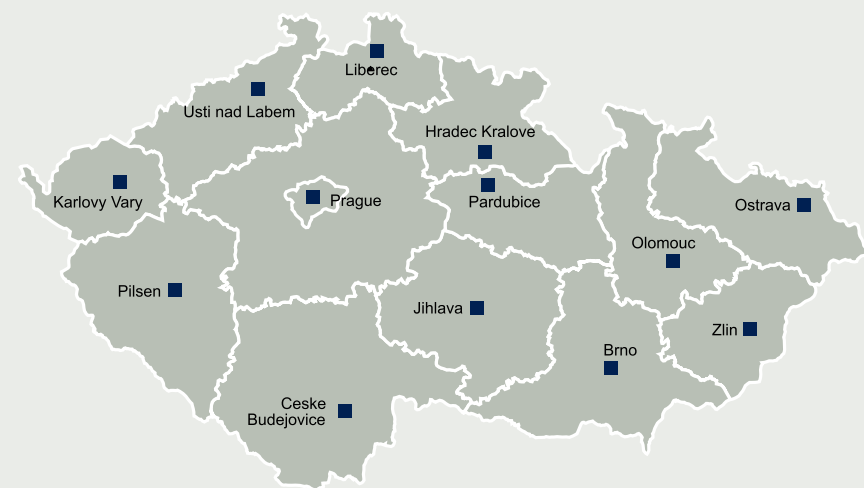 Liberec
Usti nad Labem
Hradec Kralove
Karlovy Vary
Prague
Pardubice
Ostrava
Olomouc
Pilsen
Jihlava
Zlin
Brno
Ceske
Budejovice